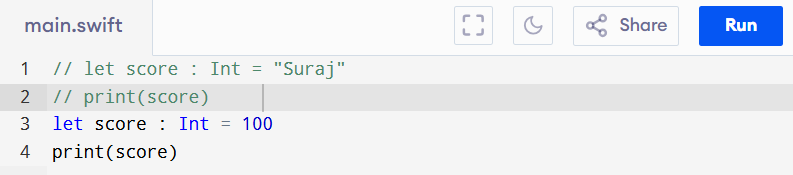 main.swift Share Run
1 // let score : Int = "Suraj"
2 // print(score)
3 let score : Int = 100
4 print(score)